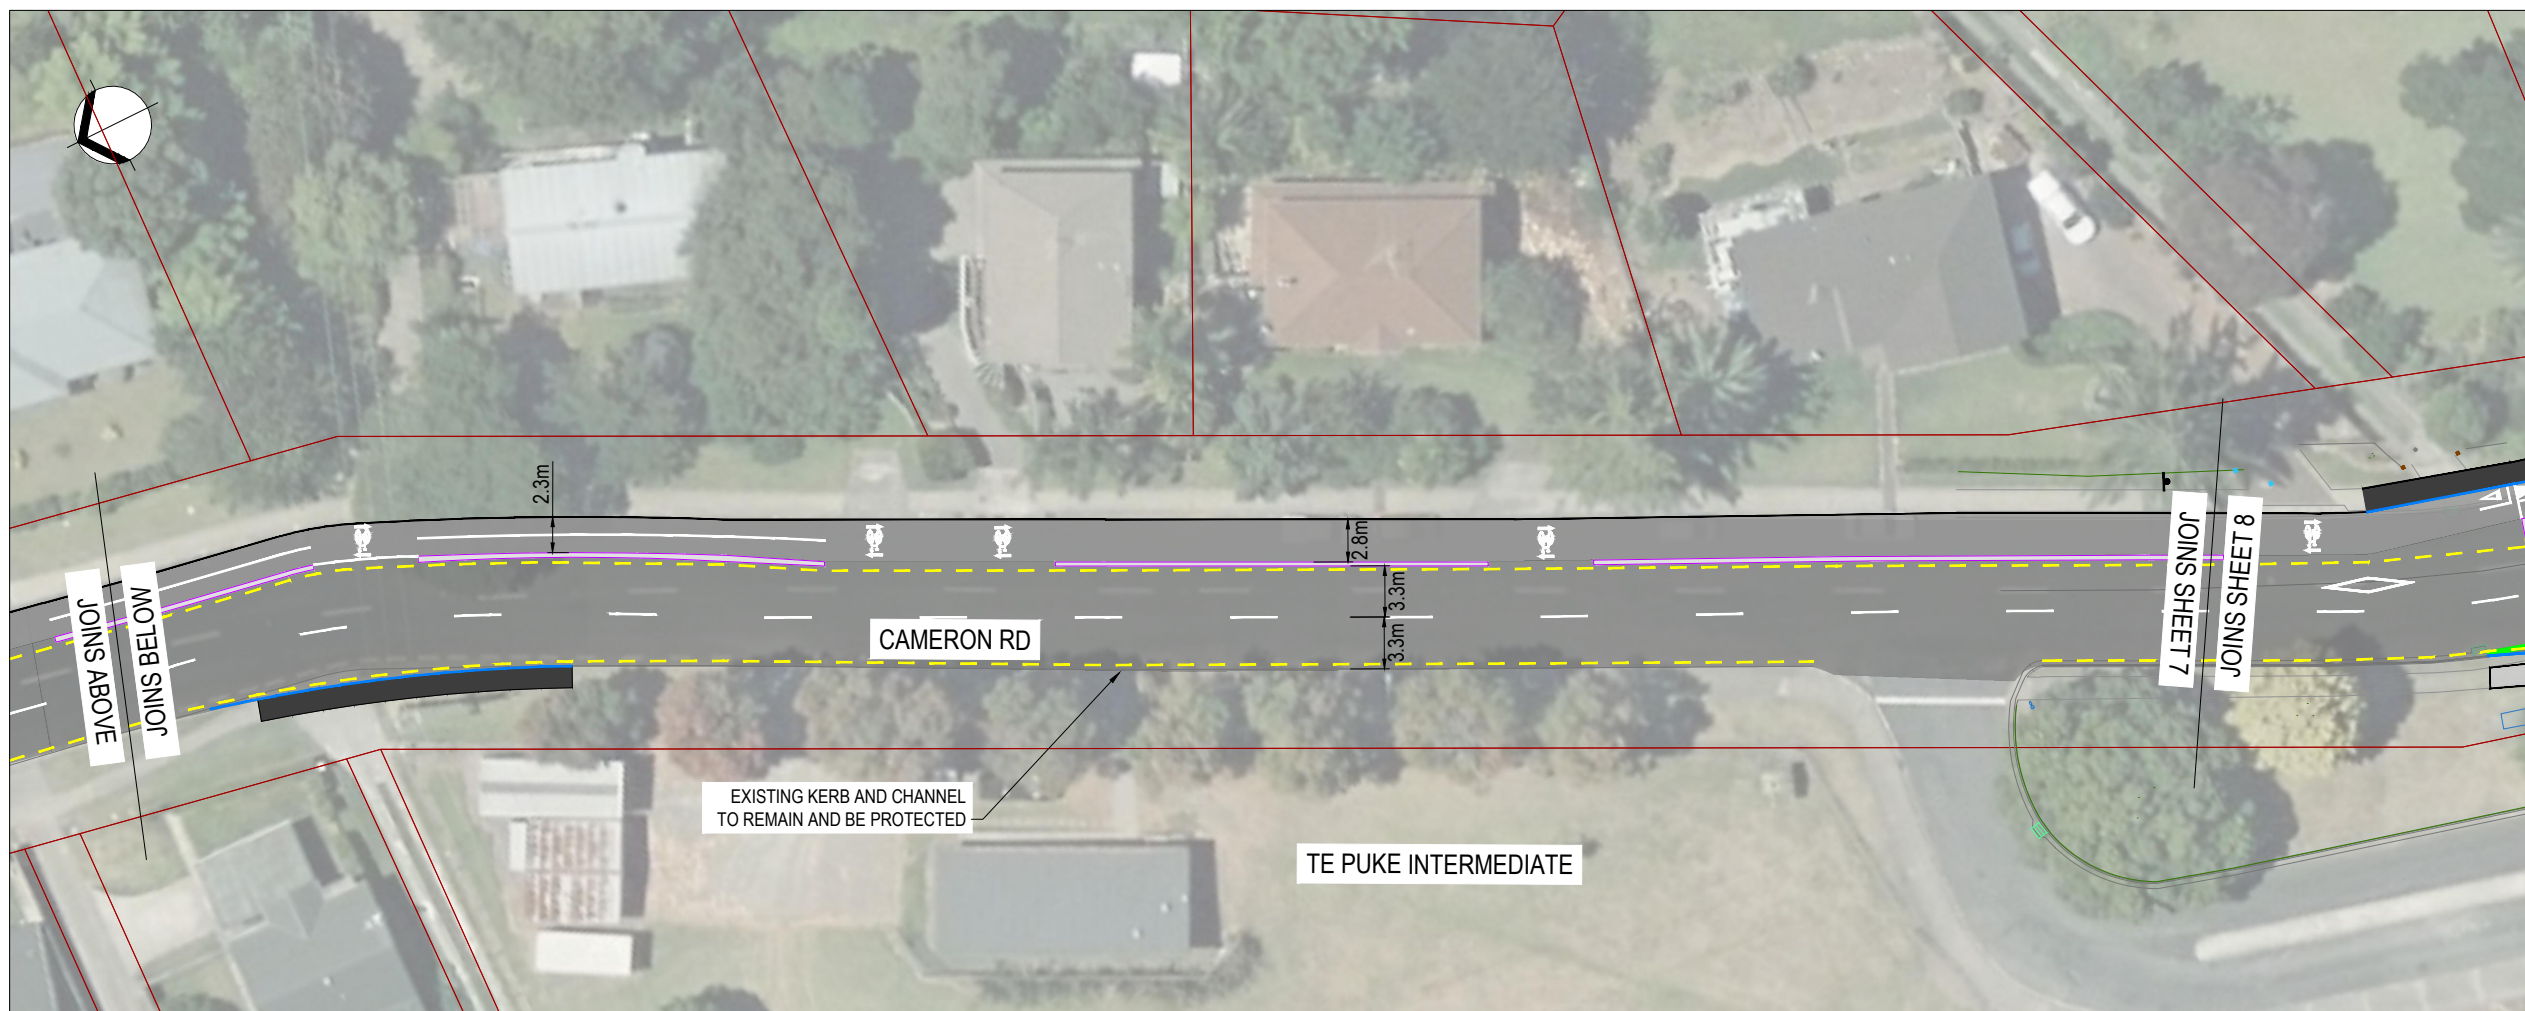 2.3m
2.8m
3.3m
3.3m
CAMERON RD
JOINS ABOVE
JOINS BELOW
JOINS SHEET 7
JOINS SHEET 8
EXISTING KERB AND CHANNEL
TO REMAIN AND BE PROTECTED
TE PUKE INTERMEDIATE